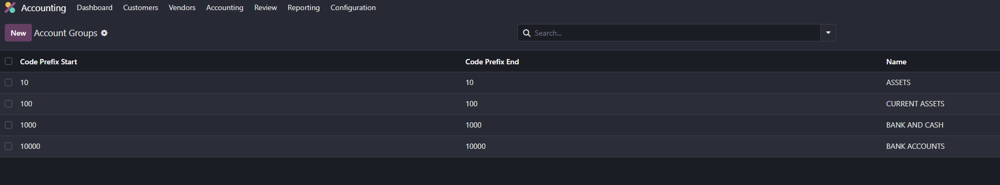 Accounting Dashboard Customers Vendors Accounting Review Reporting Configuration
New Account Groups Search...
Code Prefix Start Code Prefix End Name
10 10 ASSETS
100 100 CURRENT ASSETS
1000 1000 BANK AND CASH
10000 10000 BANK ACCOUNTS